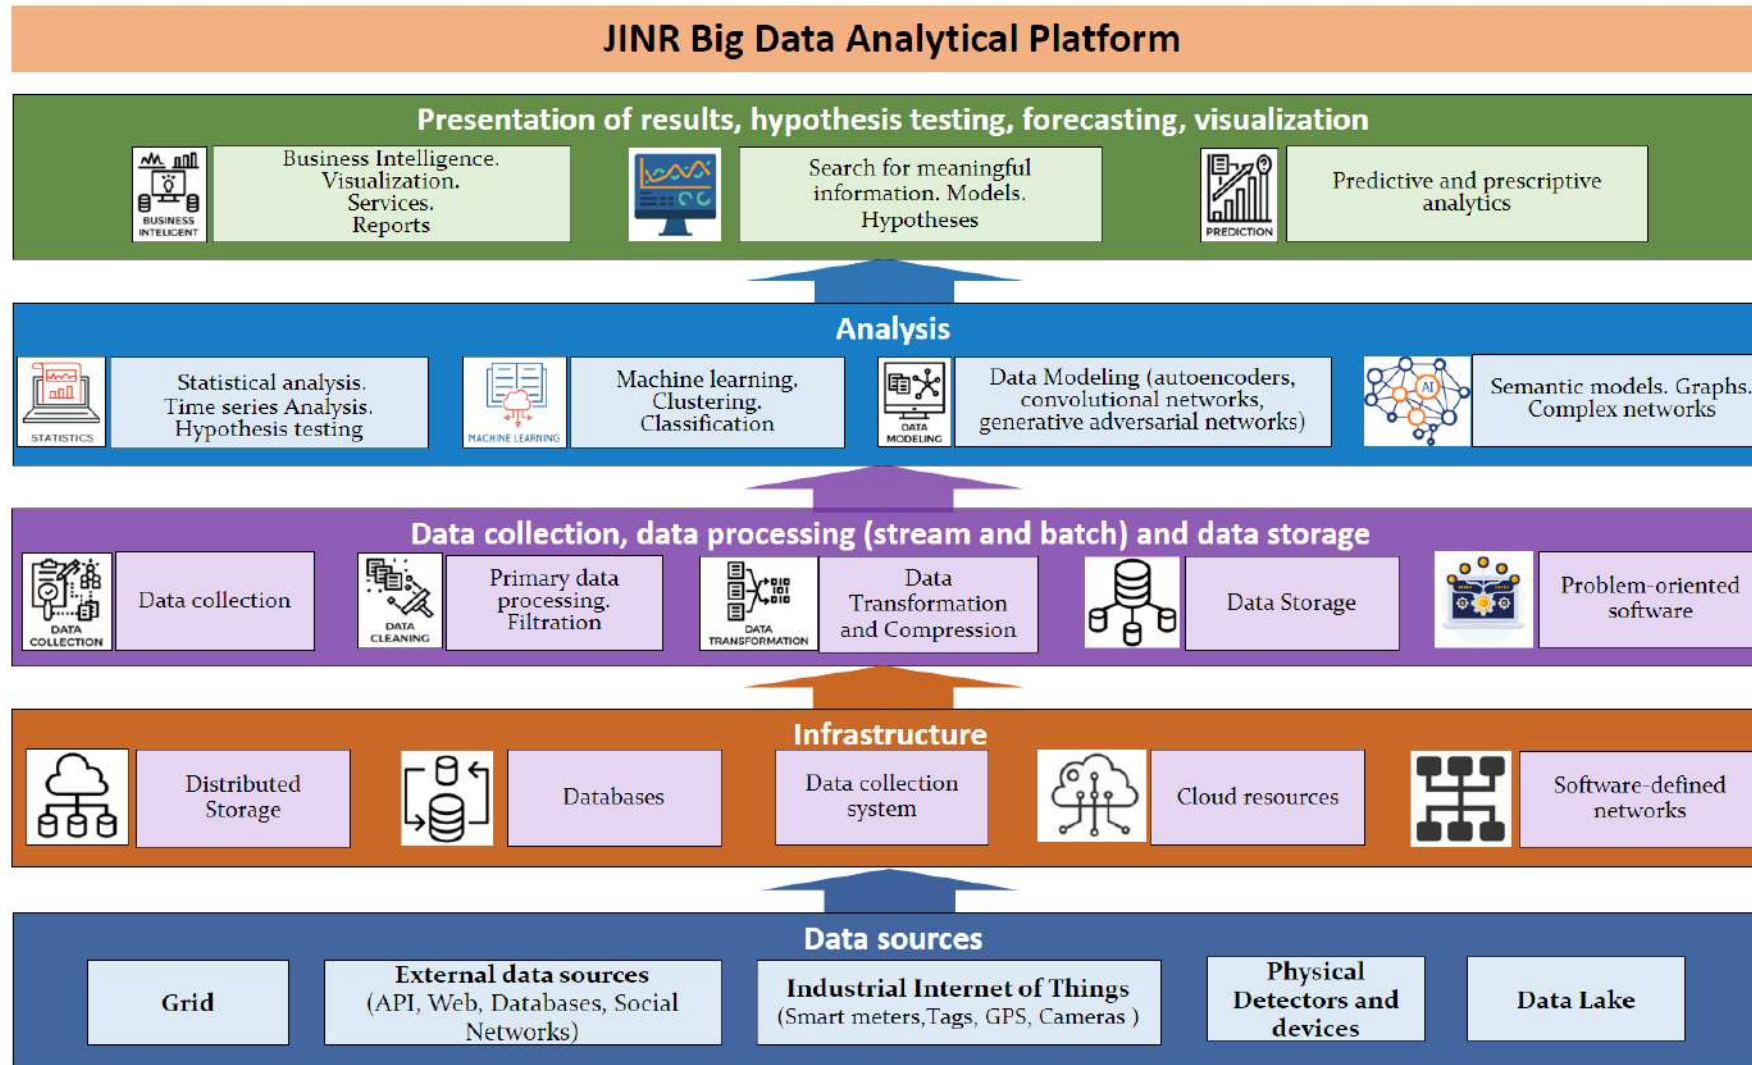 JINR Big Data Analytical Platform
Presentation of results, hypothesis testing, forecasting, visualization
BUSINESS
INTELIGENT
Business Intelligence.
Visualization.
Services.
Reports
Search for meaningful
information. Models.
Hypotheses
PREDICTION
Predictive and prescriptive
analytics
Analysis
STATISTICS
Statistical analysis.
Time series Analysis.
Hypothesis testing
MACHINE LEARNING
Machine learning.
Clustering.
Classification
DATA
MODELING
Data Modeling (autoencoders,
convolutional networks,
generative adversarial networks)
AI
Semantic models. Graphs.
Complex networks
Data collection, data processing (stream and batch) and data storage
DATA
COLLECTION
Data collection
DATA
CLEANING
Primary data
processing.
Filtration
010
101
010
DATA
TRANSFORMATION
Data
Transformation
and Compression
Data Storage
Problem-oriented
software
Infrastructure
Distributed
Storage
Databases
Data collection
system
Cloud resources
Software-defined
networks
Data sources
Grid
External data sources
(API, Web, Databases, Social
Networks)
Industrial Internet of Things
(Smart meters,Tags, GPS, Cameras )
Physical
Detectors and
devices
Data Lake